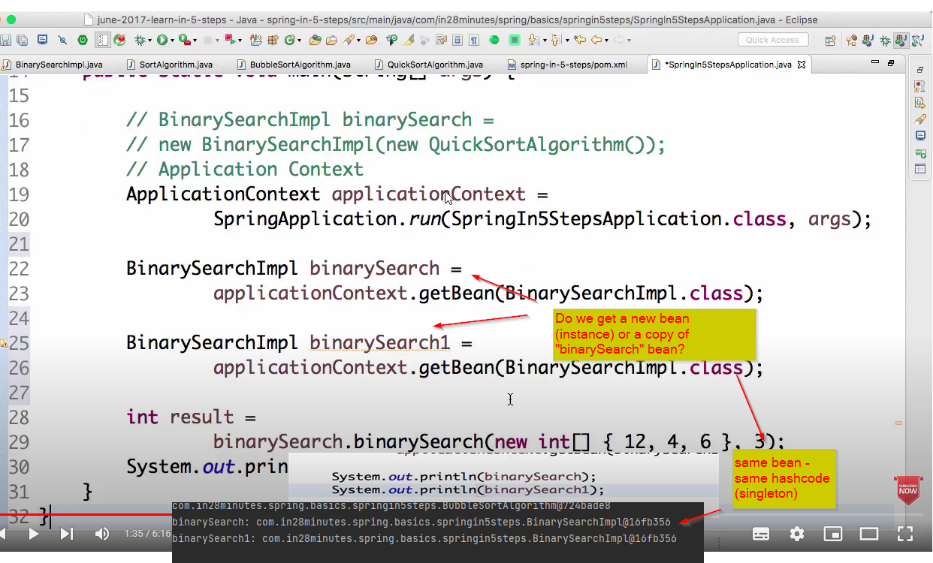 june-2017-learn-in-5-steps - Java - spring-in-5-steps/src/main/java/com/in28minutes/spring/basics/springin5steps/SpringIn5StepsApplication.java - Eclipse
Quick Access
BinarySearchImpl.java SortAlgorithm.java BubbleSortAlgorithm.java QuickSortAlgorithm.java spring-in-5-steps/pom.xml *SpringIn5StepsApplication.java
public static void main(String[] args) {
15
16 // BinarySearchImpl binarySearch =
17 // new BinarySearchImpl(new QuickSortAlgorithm());
18 // Application Context
19 ApplicationContext applicationContext =
20 SpringApplication.run(SpringIn5StepsApplication.class, args);
21
22 BinarySearchImpl binarySearch =
23 applicationContext.getBean(BinarySearchImpl.class);
24
Do we get a new bean
(instance) or a copy of
"binarySearch" bean?
25 BinarySearchImpl binarySearch1 =
26 applicationContext.getBean(BinarySearchImpl.class);
27
28 int result =
29 binarySearch.binarySearch(new int[] { 12, 4, 6 }, 3);
30 System.out.prin
same bean -
same hashcode
(singleton)
System.out.println(binarySearch);
System.out.println(binarySearch1);
31 }
32 }
com.in28minutes.spring.basics.springin5steps.BubbleSortAlgorithm@724bade8
binarySearch: com.in28minutes.spring.basics.springin5steps.BinarySearchImpl@16fb356
binarySearch1: com.in28minutes.spring.basics.springin5steps.BinarySearchImpl@16fb356
1:35 / 6:16
NOW